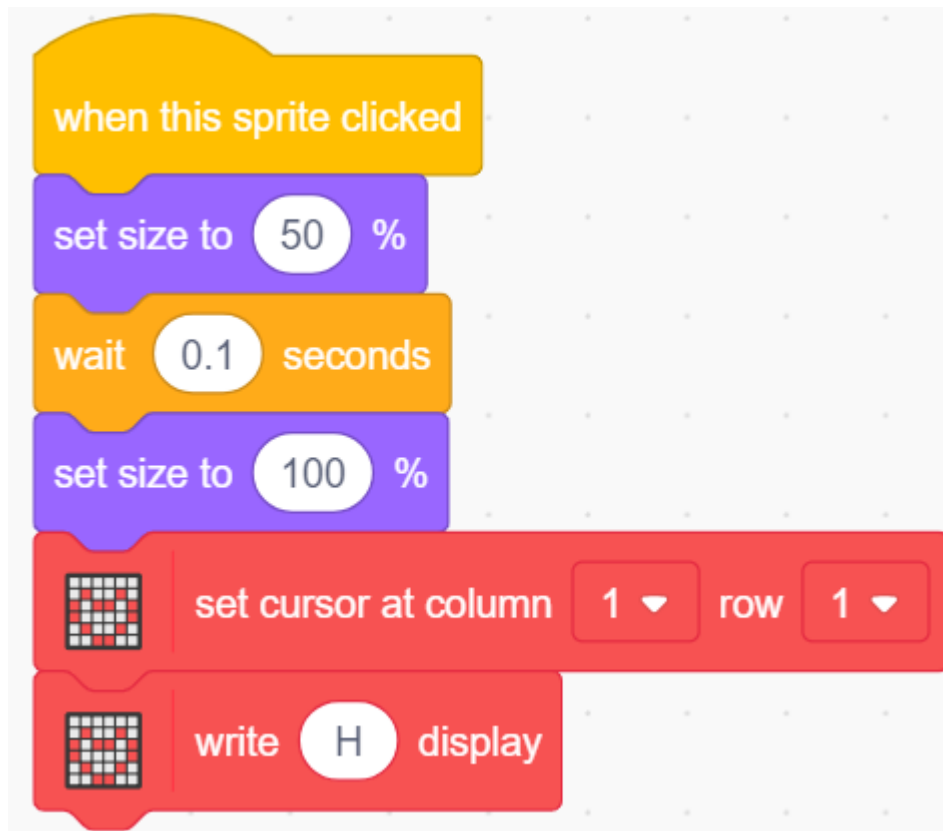 when this sprite clicked
set size to 50 %
wait 0.1 seconds
set size to 100 %
set cursor at column 1 row 1
write H display